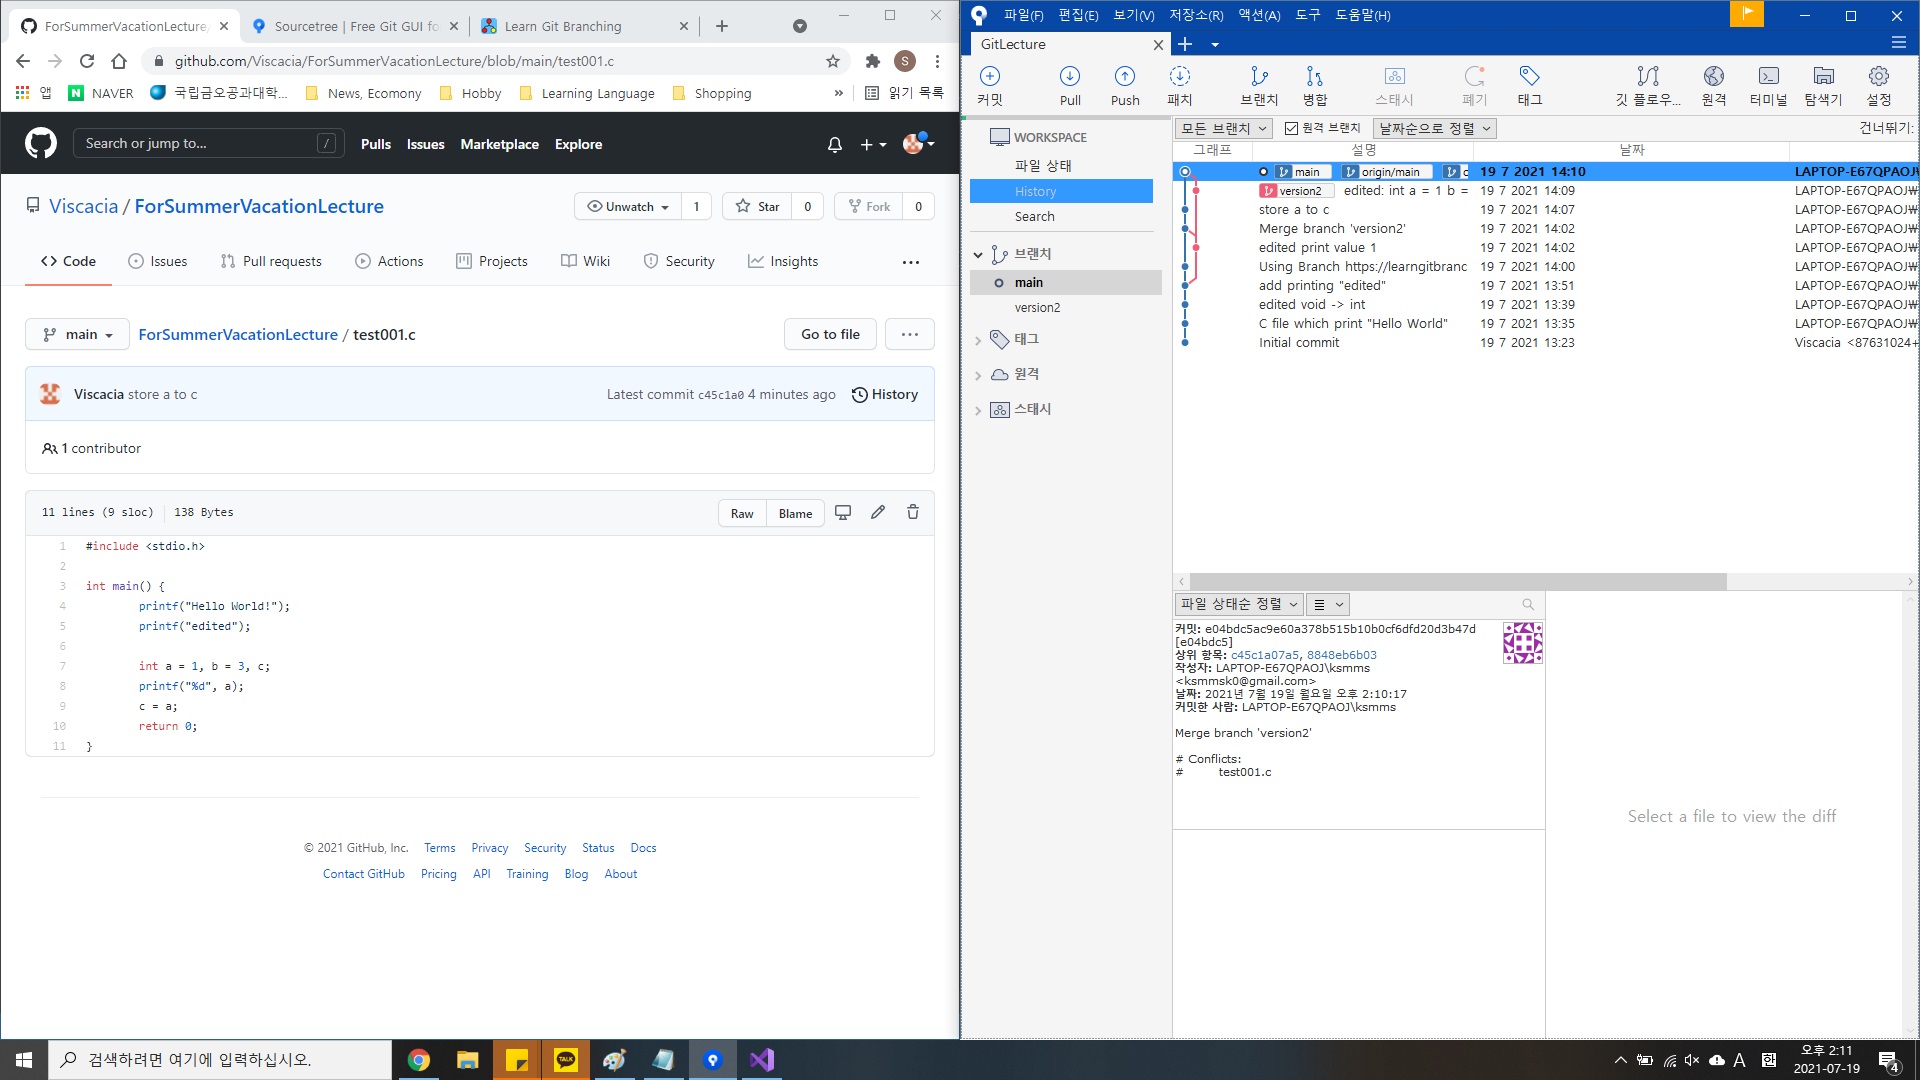 ForSummerVacationLecture
Sourcetree | Free Git GUI fo
Learn Git Branching
github.com/Viscacia/ForSummerVacationLecture/blob/main/test001.c
S
앱
N NAVER
국립금오공과대학...
News, Ecomony
Hobby
Learning Language
Shopping
»
읽기 목록
Search or jump to...
/
Pulls
Issues
Marketplace
Explore
Viscacia / ForSummerVacationLecture
Unwatch
1
Star
0
Fork
0
Code
Issues
Pull requests
Actions
Projects
Wiki
Security
Insights
main
ForSummerVacationLecture / test001.c
Go to file
Viscacia store a to c
Latest commit c45c1a0 4 minutes ago
History
1 contributor
11 lines (9 sloc)
138 Bytes
Raw
Blame
1 #include <stdio.h>
2
3 int main() {
4 printf("Hello World!");
5 printf("edited");
6
7 int a = 1, b = 3, c;
8 printf("%d", a);
9 c = a;
10 return 0;
11 }
© 2021 GitHub, Inc.
Terms
Privacy
Security
Status
Docs
Contact GitHub
Pricing
API
Training
Blog
About
파일(F) 편집(E) 보기(V) 저장소(R) 액션(A) 도구 도움말(H)
GitLecture
커밋
Pull
Push
패치
브랜치
병합
스태시
폐기
태그
깃 플로우...
원격
터미널
탐색기
설정
WORKSPACE
파일 상태
History
Search
브랜치
main
version2
태그
원격
스태시
모든 브랜치
원격 브랜치
날짜순으로 정렬
건너뛰기:
그래프 설명 날짜
main origin/main c 19 7 2021 14:10 LAPTOP-E67QPAOJ₩
version2 edited: int a = 1 b = 19 7 2021 14:09 LAPTOP-E67QPAOJ₩
store a to c 19 7 2021 14:07 LAPTOP-E67QPAOJ₩
Merge branch 'version2' 19 7 2021 14:02 LAPTOP-E67QPAOJ₩
edited print value 1 19 7 2021 14:02 LAPTOP-E67QPAOJ₩
Using Branch https://learngitbranc 19 7 2021 14:00 LAPTOP-E67QPAOJ₩
add printing "edited" 19 7 2021 13:51 LAPTOP-E67QPAOJ₩
edited void -> int 19 7 2021 13:39 LAPTOP-E67QPAOJ₩
C file which print "Hello World" 19 7 2021 13:35 LAPTOP-E67QPAOJ₩
Initial commit 19 7 2021 13:23 Viscacia <87631024+
파일 상태순 정렬
커밋: e04bdc5ac9e60a378b515b10b0cf6dfd20d3b47d
[e04bdc5]
상위 항목: c45c1a07a5, 8848eb6b03
작성자: LAPTOP-E67QPAOJ\ksmms
<ksmmsk0@gmail.com>
날짜: 2021년 7월 19일 월요일 오후 2:10:17
커밋한 사람: LAPTOP-E67QPAOJ\ksmms
Merge branch 'version2'
# Conflicts:
# test001.c
Select a file to view the diff
검색하려면 여기에 입력하십시오.
TALK
A
한
오후 2:11
2021-07-19
4